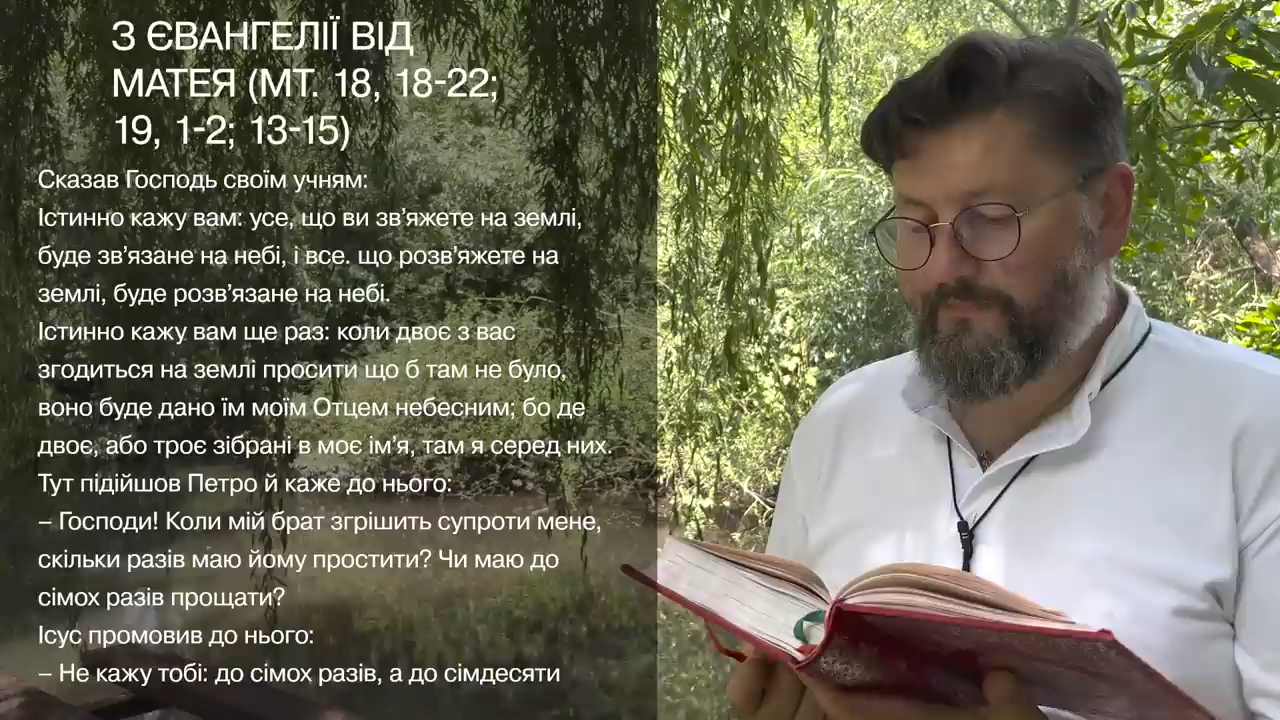 З ЄВАНГЕЛІЇ ВІД
МАТЕЯ (МТ. 18, 18-22;
19, 1-2; 13-15)
Сказав Господь своїм учням:
Істинно кажу вам: усе, що ви зв’яжете на землі,
буде зв’язане на небі, і все. що розв’яжете на
землі, буде розв’язане на небі.
Істинно кажу вам ще раз: коли двоє з вас
згодиться на землі просити що б там не було,
воно буде дано їм моїм Отцем небесним; бо де
двоє, або троє зібрані в моє ім’я, там я серед них.
Тут підійшов Петро й каже до нього:
– Господи! Коли мій брат згрішить супроти мене,
скільки разів маю йому простити? Чи маю до
сімох разів прощати?
Ісус промовив до нього:
– Не кажу тобі: до сімох разів, а до сімдесяти